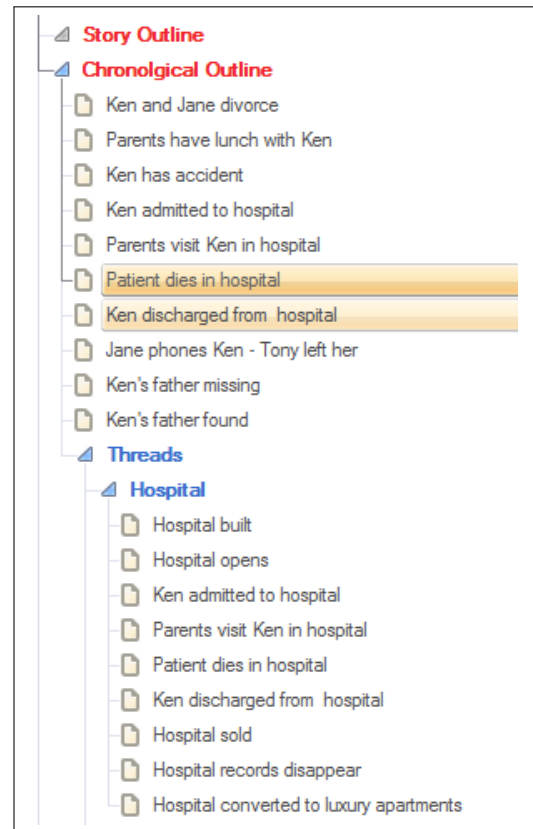 Story Outline
Chronolgical Outline
Ken and Jane divorce
Parents have lunch with Ken
Ken has accident
Ken admitted to hospital
Parents visit Ken in hospital
Patient dies in hospital
Ken discharged from  hospital
Jane phones Ken - Tony left her
Ken's father missing
Ken's father found
Threads
Hospital
Hospital built
Hospital opens
Ken admitted to hospital
Parents visit Ken in hospital
Patient dies in hospital
Ken discharged from  hospital
Hospital sold
Hospital records disappear
Hospital converted to luxury apartments